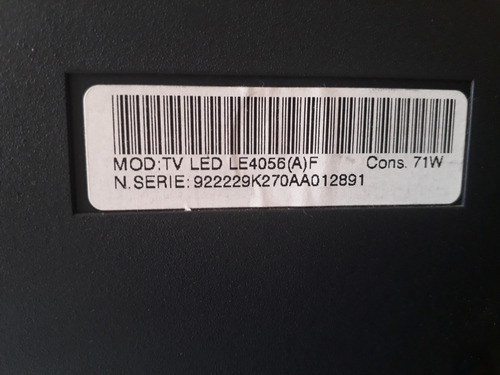 MOD:TV LED LE4056(A)F Cons. 71W
N.SERIE: 922229K270AA012891